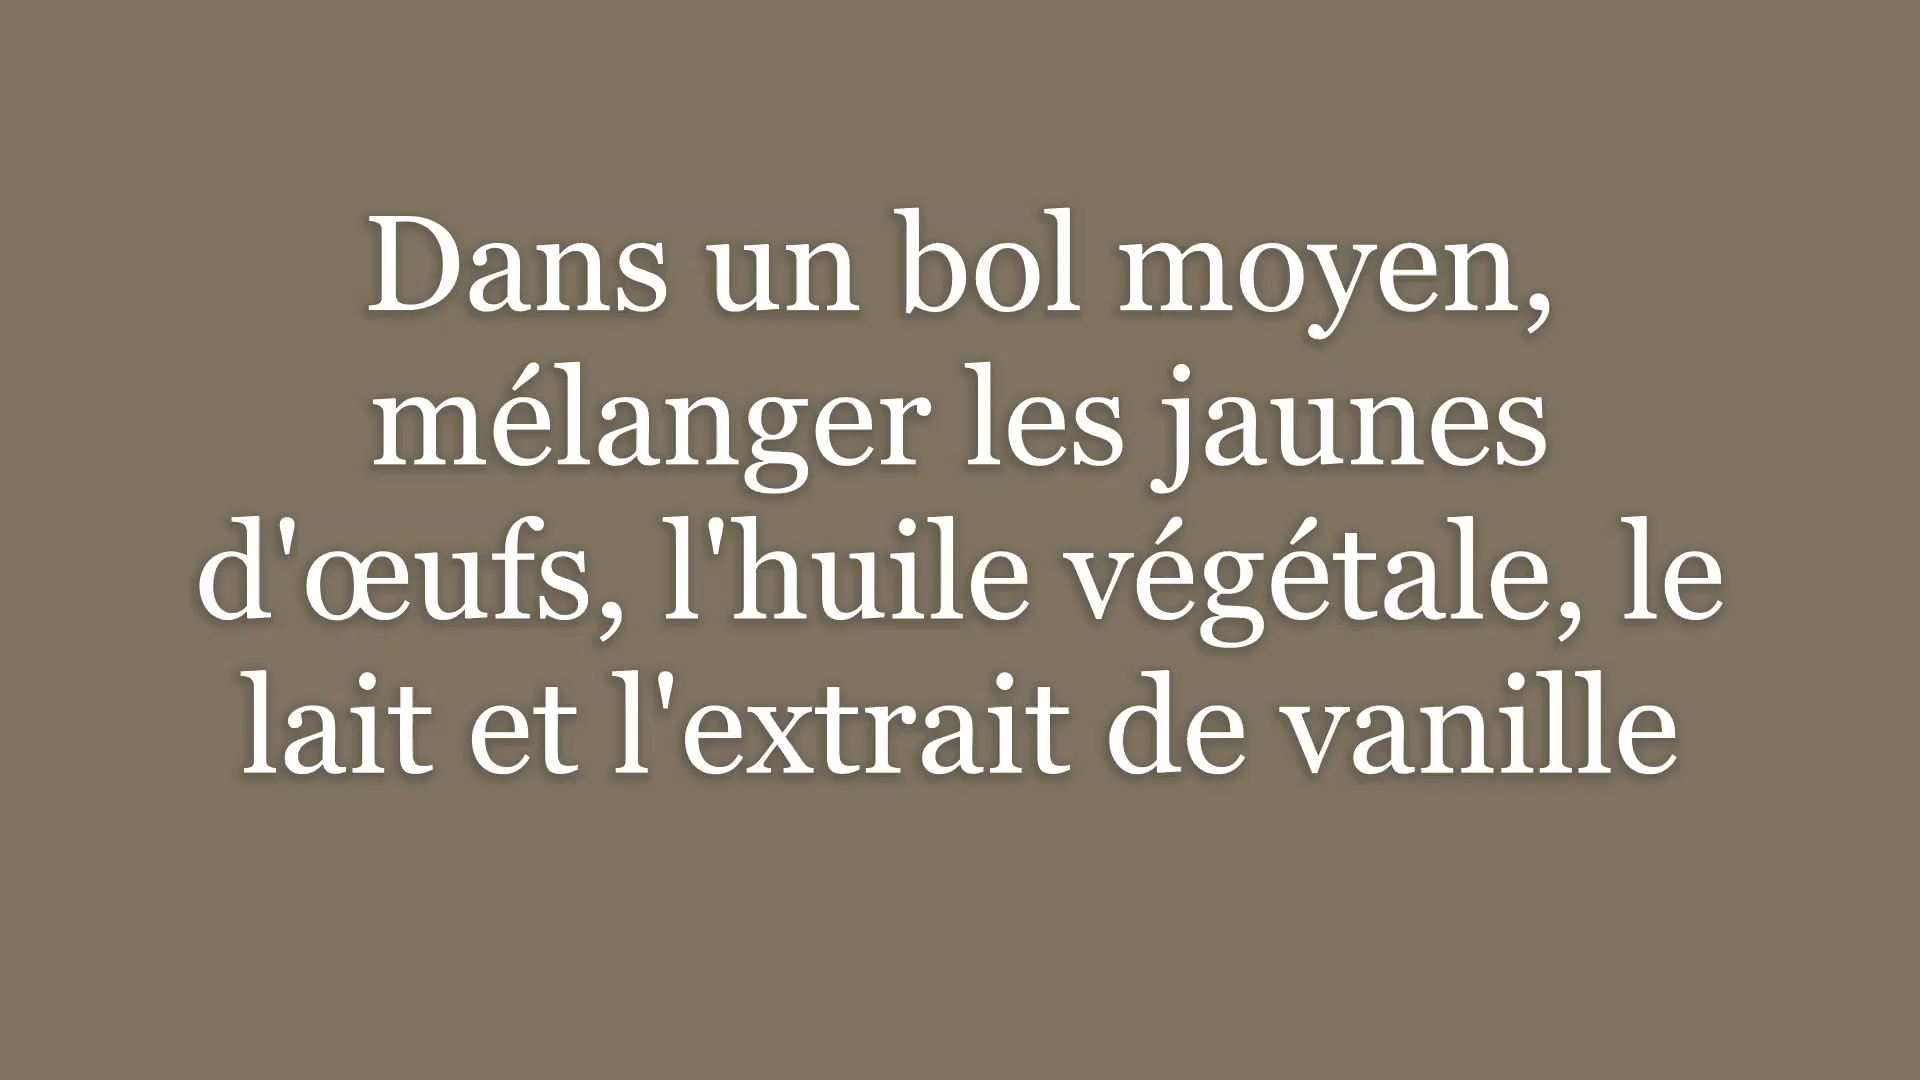 Dans un bol moyen,
mélanger les jaunes
d'œufs, l'huile végétale, le
lait et l'extrait de vanille